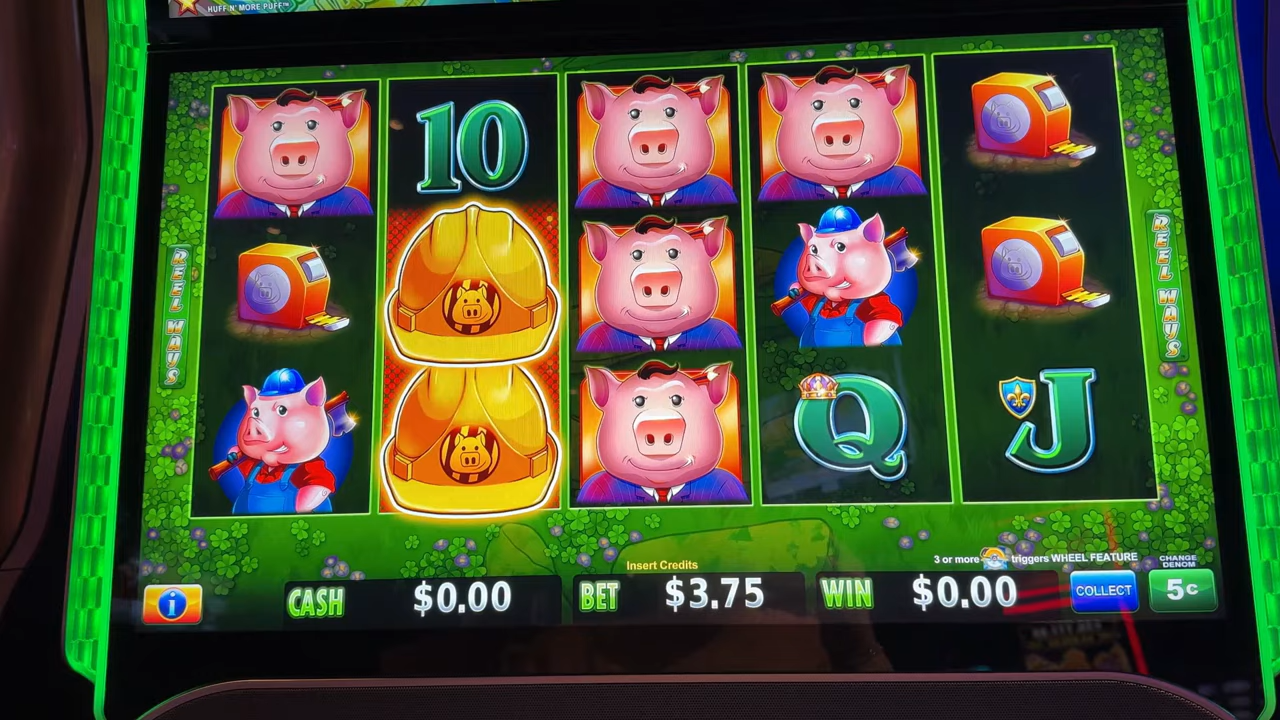 HUFF N' MORE PUFF™
10
REEL WAYS
REEL WAYS
Q
J
3 or more triggers WHEEL FEATURE
CHANGE DENOM
Insert Credits
i
CASH $0.00
BET $3.75
WIN $0.00
COLLECT
5¢